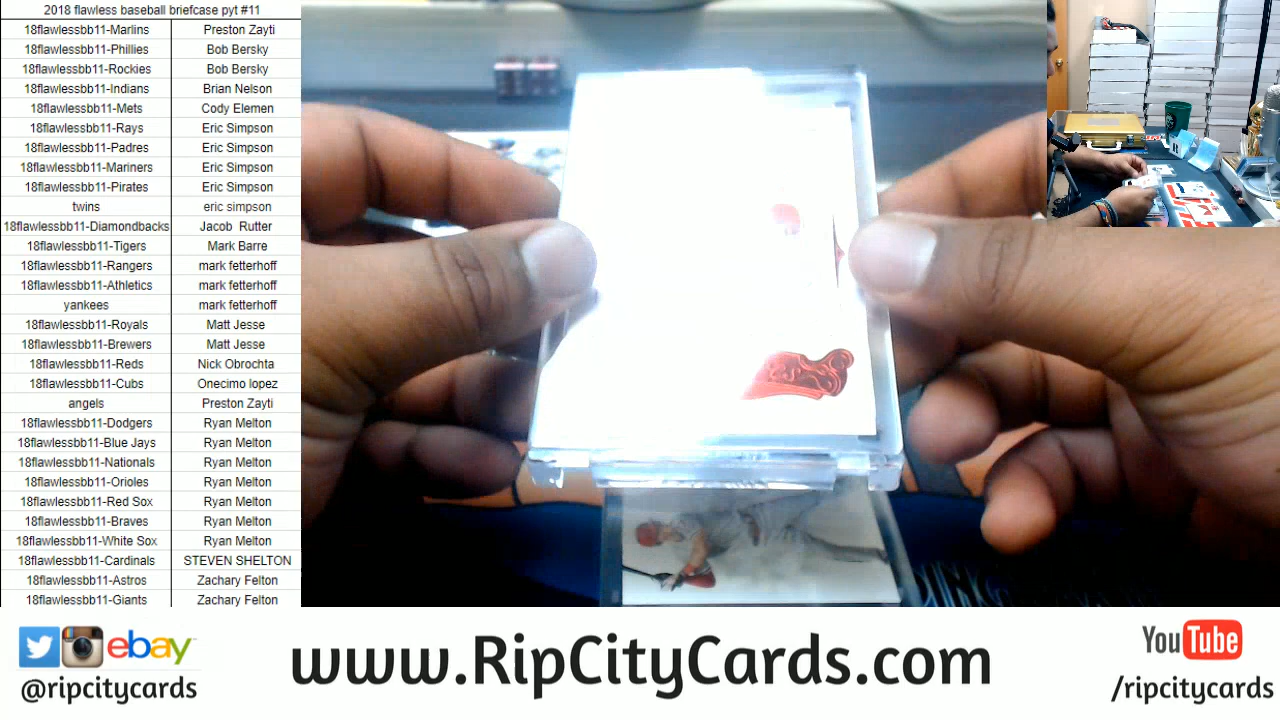 2018 flawless baseball briefcase pyt #11
18flawlessbb11-Marlins Preston Zayti
18flawlessbb11-Phillies Bob Bersky
18flawlessbb11-Rockies Bob Bersky
18flawlessbb11-Indians Brian Nelson
18flawlessbb11-Mets Cody Elemen
18flawlessbb11-Rays Eric Simpson
18flawlessbb11-Padres Eric Simpson
18flawlessbb11-Mariners Eric Simpson
18flawlessbb11-Pirates Eric Simpson
twins eric simpson
18flawlessbb11-Diamondbacks Jacob Rutter
18flawlessbb11-Tigers Mark Barre
18flawlessbb11-Rangers mark fetterhoff
18flawlessbb11-Athletics mark fetterhoff
yankees mark fetterhoff
18flawlessbb11-Royals Matt Jesse
18flawlessbb11-Brewers Matt Jesse
18flawlessbb11-Reds Nick Obrochta
18flawlessbb11-Cubs Onecimo lopez
angels Preston Zayti
18flawlessbb11-Dodgers Ryan Melton
18flawlessbb11-Blue Jays Ryan Melton
18flawlessbb11-Nationals Ryan Melton
18flawlessbb11-Orioles Ryan Melton
18flawlessbb11-Red Sox Ryan Melton
18flawlessbb11-Braves Ryan Melton
18flawlessbb11-White Sox Ryan Melton
18flawlessbb11-Cardinals STEVEN SHELTON
18flawlessbb11-Astros Zachary Felton
18flawlessbb11-Giants Zachary Felton
ebay
@ripcitycards
www.RipCityCards.com
YouTube
/ripcitycards